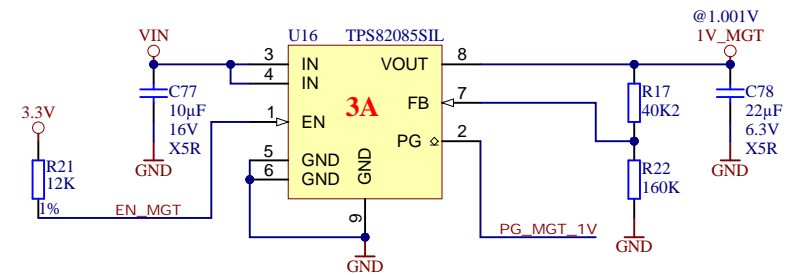 @1.001V
VIN
U16 TPS82085SIL
1V_MGT
3 IN
4 IN
VOUT 8
C77
10µF
16V
X5R
GND
3A
FB 7
R17
40K2
C78
22µF
6.3V
X5R
GND
3.3V
1 EN
PG 2
R21
12K
1%
5 GND
6 GND
GND
9
R22
160K
EN_MGT
PG_MGT_1V
GND
GND